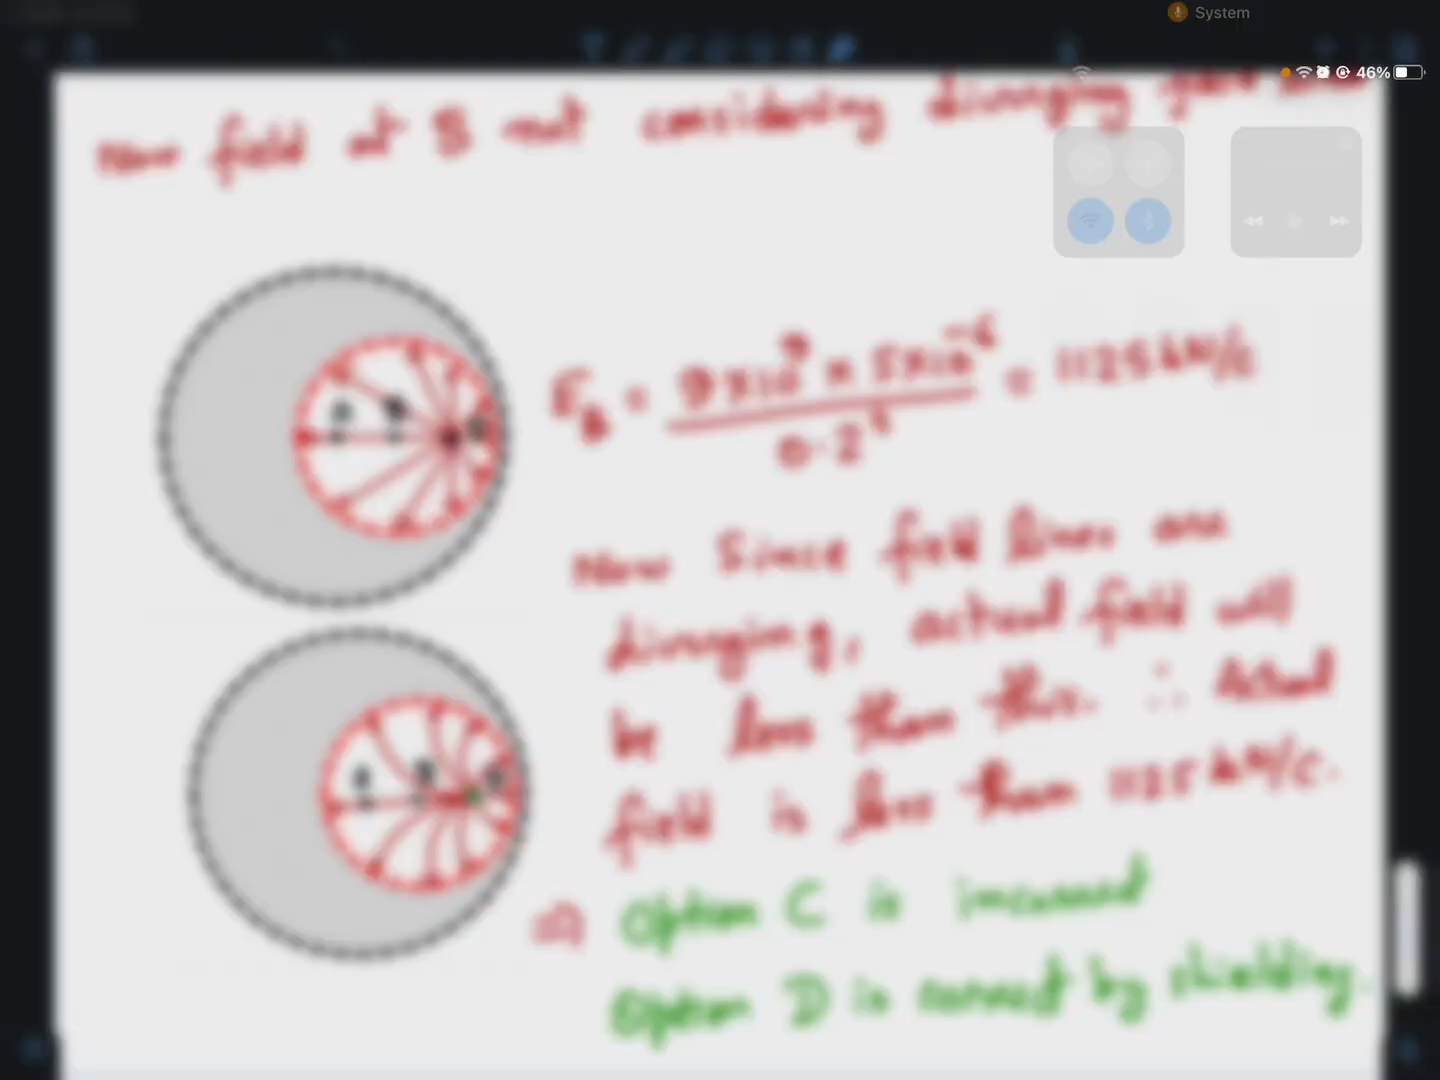 System
46%
Now field at B not considering diverging
E_B = 9×10^9 × 5×10^-6 / 0.2^2 = 1125 kN/C
Now Since field lines are
diverging, actual field will
be less than this. ∴ Actual
field is less than 1125 kN/C.
⇒ Option C is incorrect
Option D is correct by shielding.